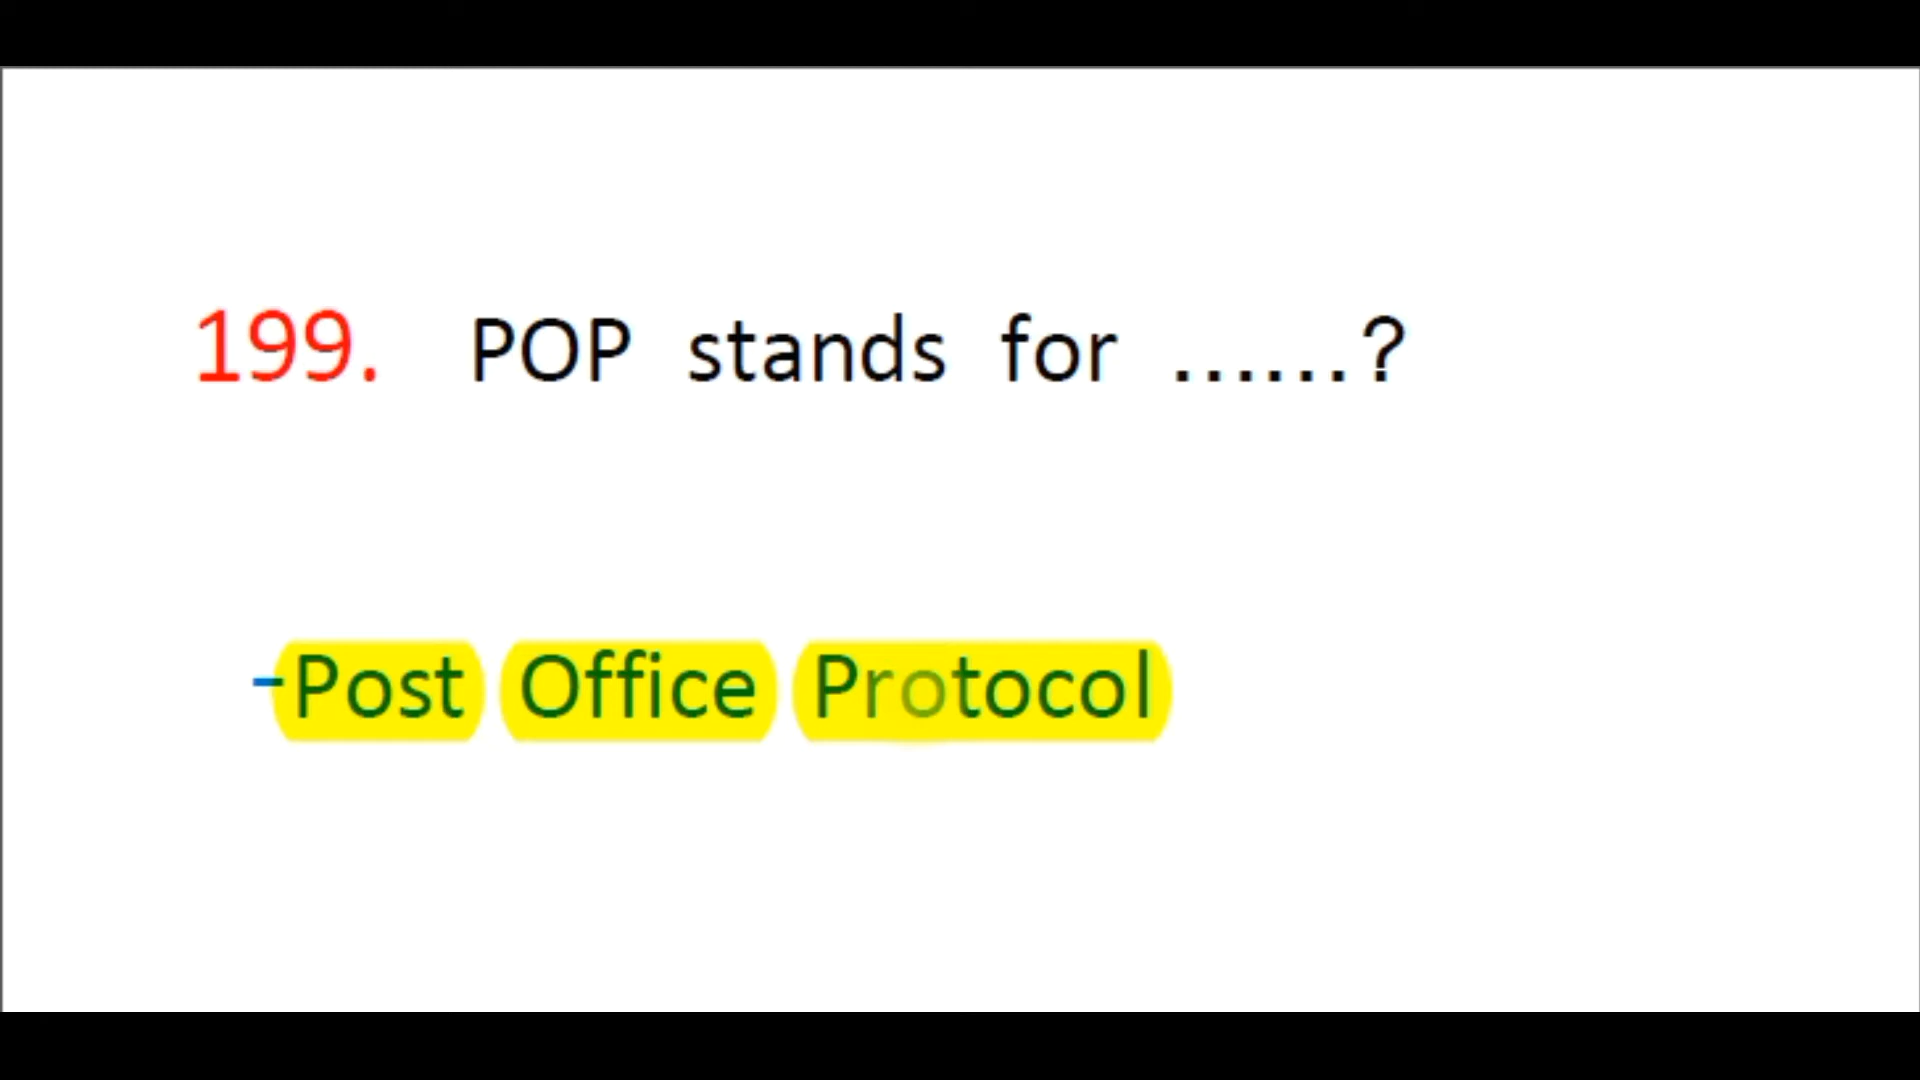 199. POP stands for ......?
-Post Office Protocol